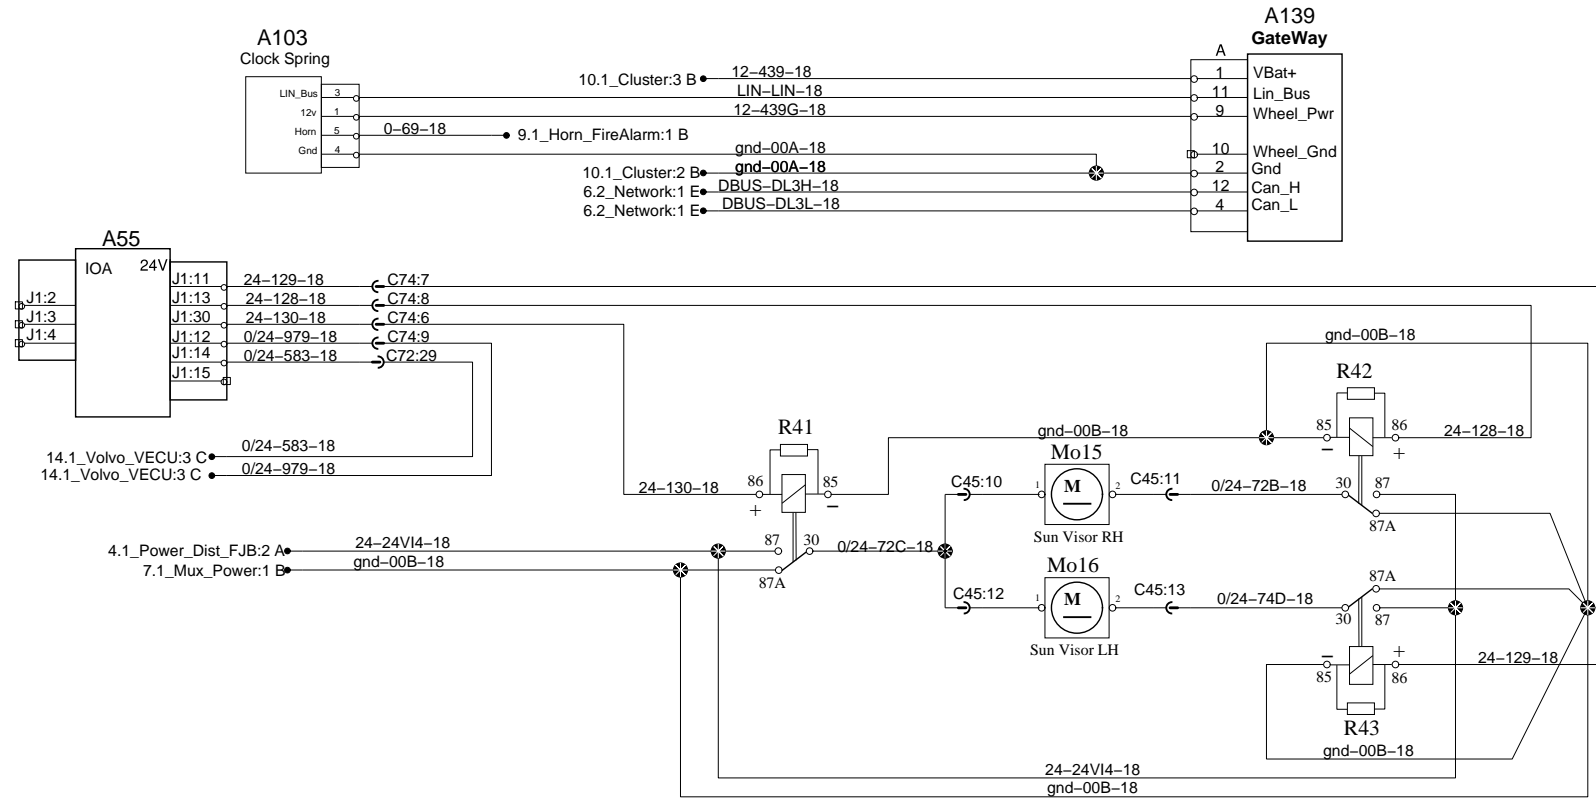 A139
GateWay
A103
Clock Spring
A
10.1_Cluster:3 B
12–439–18
1
VBat+
LIN_Bus
3
LIN–LIN–18
11
Lin_Bus
12v
1
12–439G–18
9
Wheel_Pwr
Horn
5
0–69–18
9.1_Horn_FireAlarm:1 B
Gnd
4
gnd–00A–18
10
Wheel_Gnd
10.1_Cluster:2 B
gnd–00A–18
2
Gnd
6.2_Network:1 E
DBUS–DL3H–18
12
Can_H
6.2_Network:1 E
DBUS–DL3L–18
4
Can_L
A55
IOA
24V
J1:11
24–129–18
C74:7
J1:2
J1:13
24–128–18
C74:8
J1:3
J1:30
24–130–18
C74:6
J1:4
J1:12
0/24–979–18
C74:9
J1:14
0/24–583–18
C72:29
J1:15
gnd–00B–18
R42
85
86
–
+
24–128–18
R41
gnd–00B–18
14.1_Volvo_VECU:3 C
0/24–583–18
14.1_Volvo_VECU:3 C
0/24–979–18
Mo15
24–130–18
86
85
+
–
C45:10
1
M
2
C45:11
0/24–72B–18
30
87
87A
Sun Visor RH
4.1_Power_Dist_FJB:2 A
24–24VI4–18
87
30
0/24–72C–18
7.1_Mux_Power:1 B
gnd–00B–18
87A
Mo16
C45:12
1
M
2
C45:13
0/24–74D–18
87A
30
87
Sun Visor LH
–
+
85
86
24–129–18
R43
gnd–00B–18
24–24VI4–18
gnd–00B–18